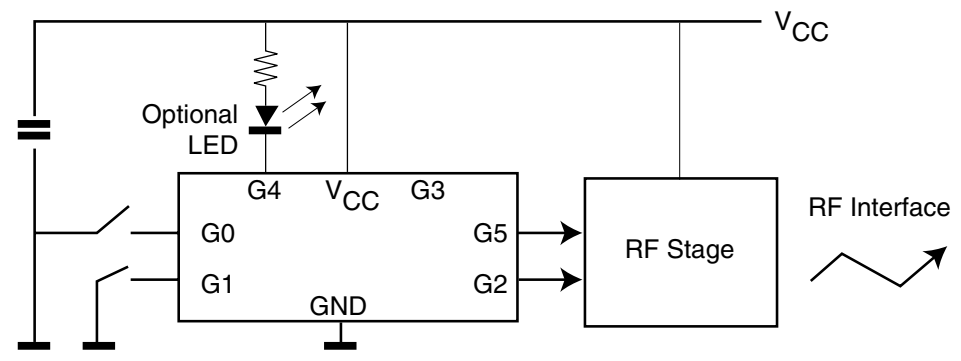 VCC
Optional
LED
G4
VCC
G3
RF Interface
G0
G5
RF Stage
G1
G2
GND